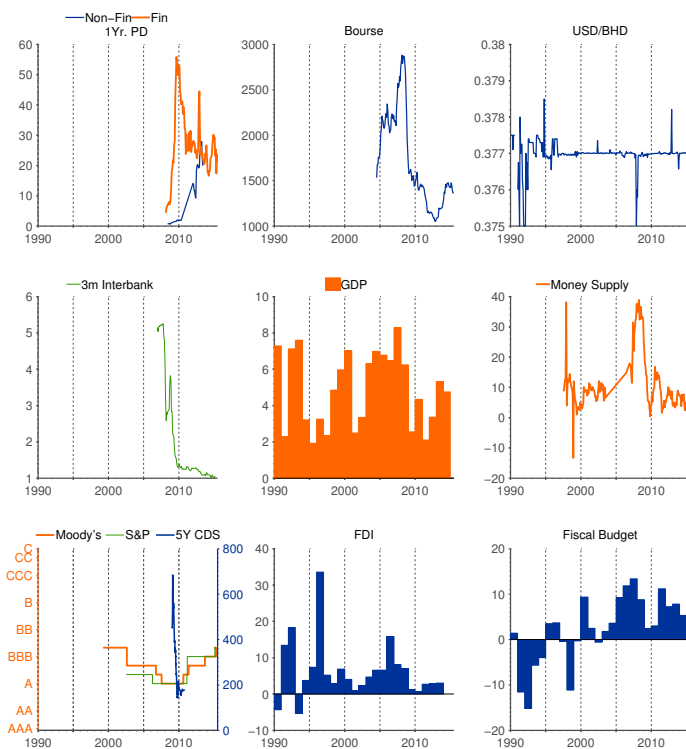 Non−Fin Fin
1Yr. PD
Bourse
USD/BHD
60
50
40
30
20
10
0
1990 2000 2010
3000
2500
2000
1500
1000
1990 2000 2010
0.38
0.378
0.377
0.376
0.375
1990 2000 2010
3m Interbank
GDP
Money Supply
6
5
4
3
2
1
1990 2000 2010
10
8
6
4
2
0
1990 2000 2010
40
30
20
10
0
−10
−20
1990 2000 2010
Moody's S&P 5Y CDS
FDI
Fiscal Budget
C
CC
CCC
B
BB
BBB
A
AA
AAA
800
600
400
200
0
1990 2000 2010
40
30
20
10
0
−10
1990 2000 2010
20
10
0
−10
−20
1990 2000 2010